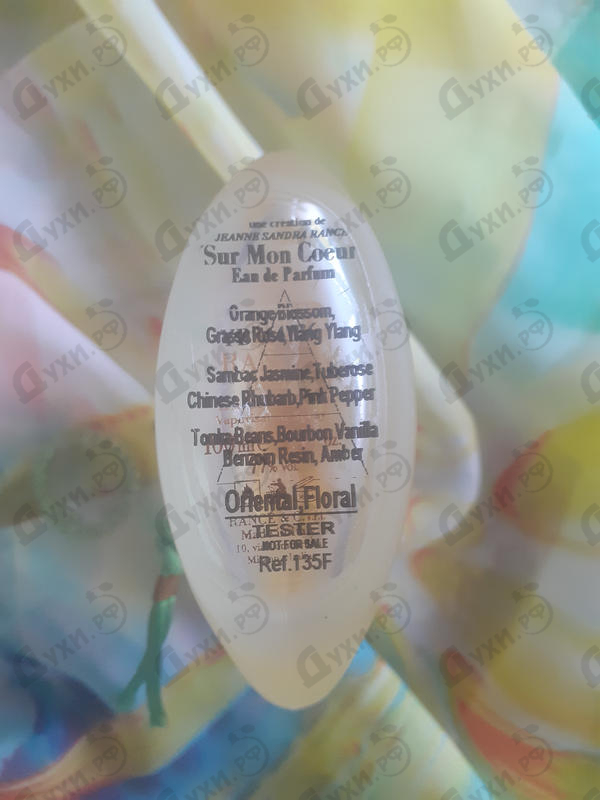 une création de
JEANNE SANDRA RANCÉ
Sur Mon Coeur
Eau de Parfum
Orange Blossom,
Grasse Rose, Ylang Ylang
Sambac Jasmine, Tuberose
Chinese Rhubarb, Pink Pepper
Tonka Beans, Bourbon Vanilla
Benzoin Resin, Amber
Oriental, Floral
RANCE &
TESTER
NOT FOR SALE
Ref.135F
Духи.рф